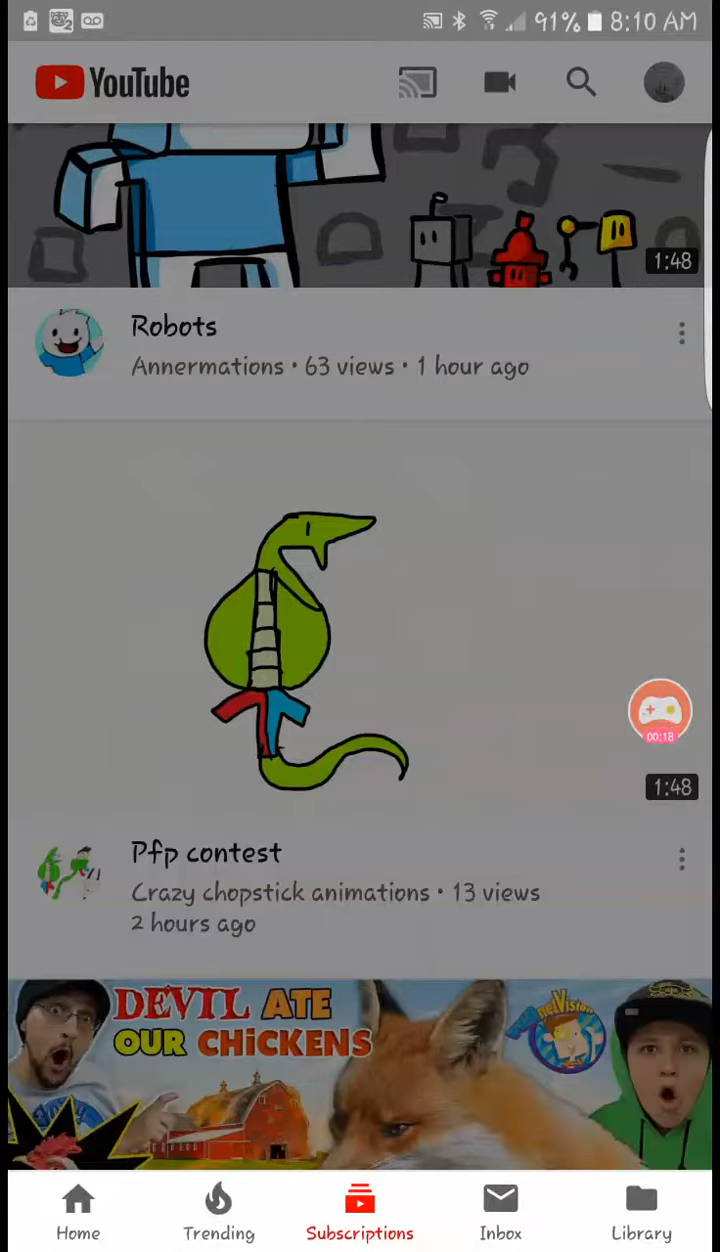 91% 8:10 AM
YouTube
1:48
Robots
Annermations • 63 views • 1 hour ago
00:18
1:48
Pfp contest
Crazy chopstick animations • 13 views
2 hours ago
DEVIL ATE
OUR CHiCKENS
Home Trending Subscriptions Inbox Library